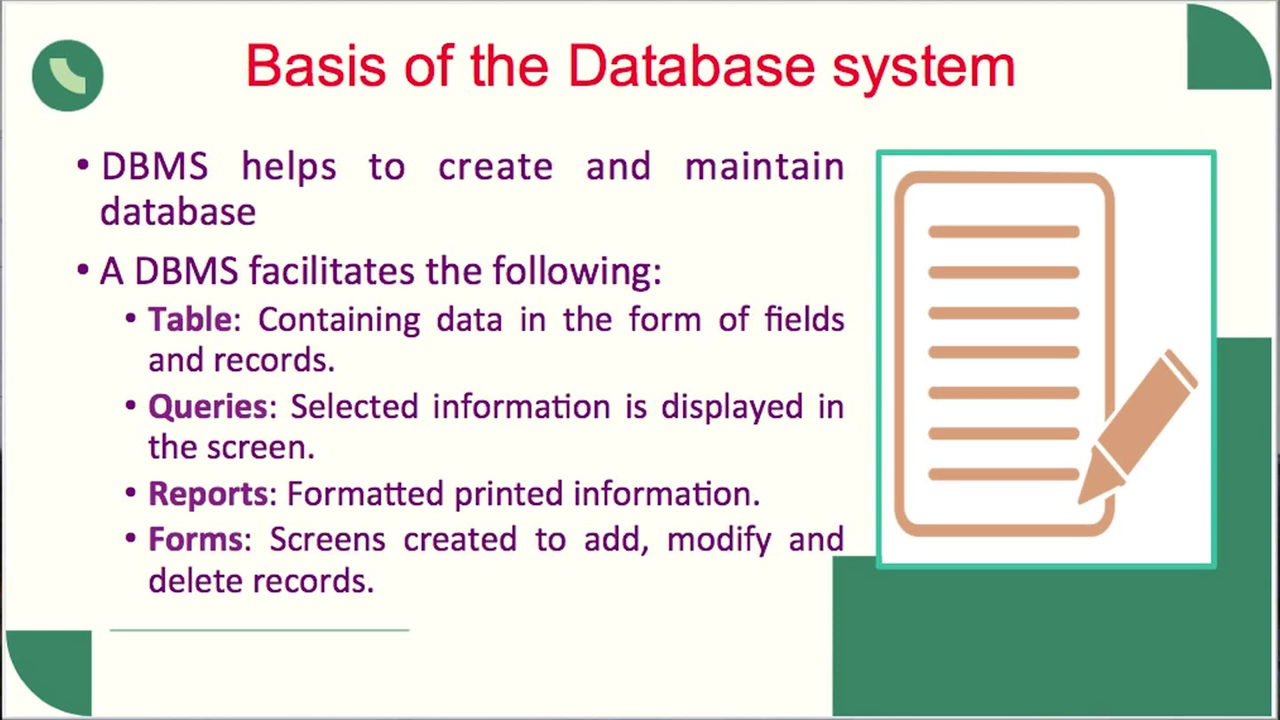 Basis of the Database system
• DBMS helps to create and maintain
database
• A DBMS facilitates the following:
• Table: Containing data in the form of fields
and records.
• Queries: Selected information is displayed in
the screen.
• Reports: Formatted printed information.
• Forms: Screens created to add, modify and
delete records.